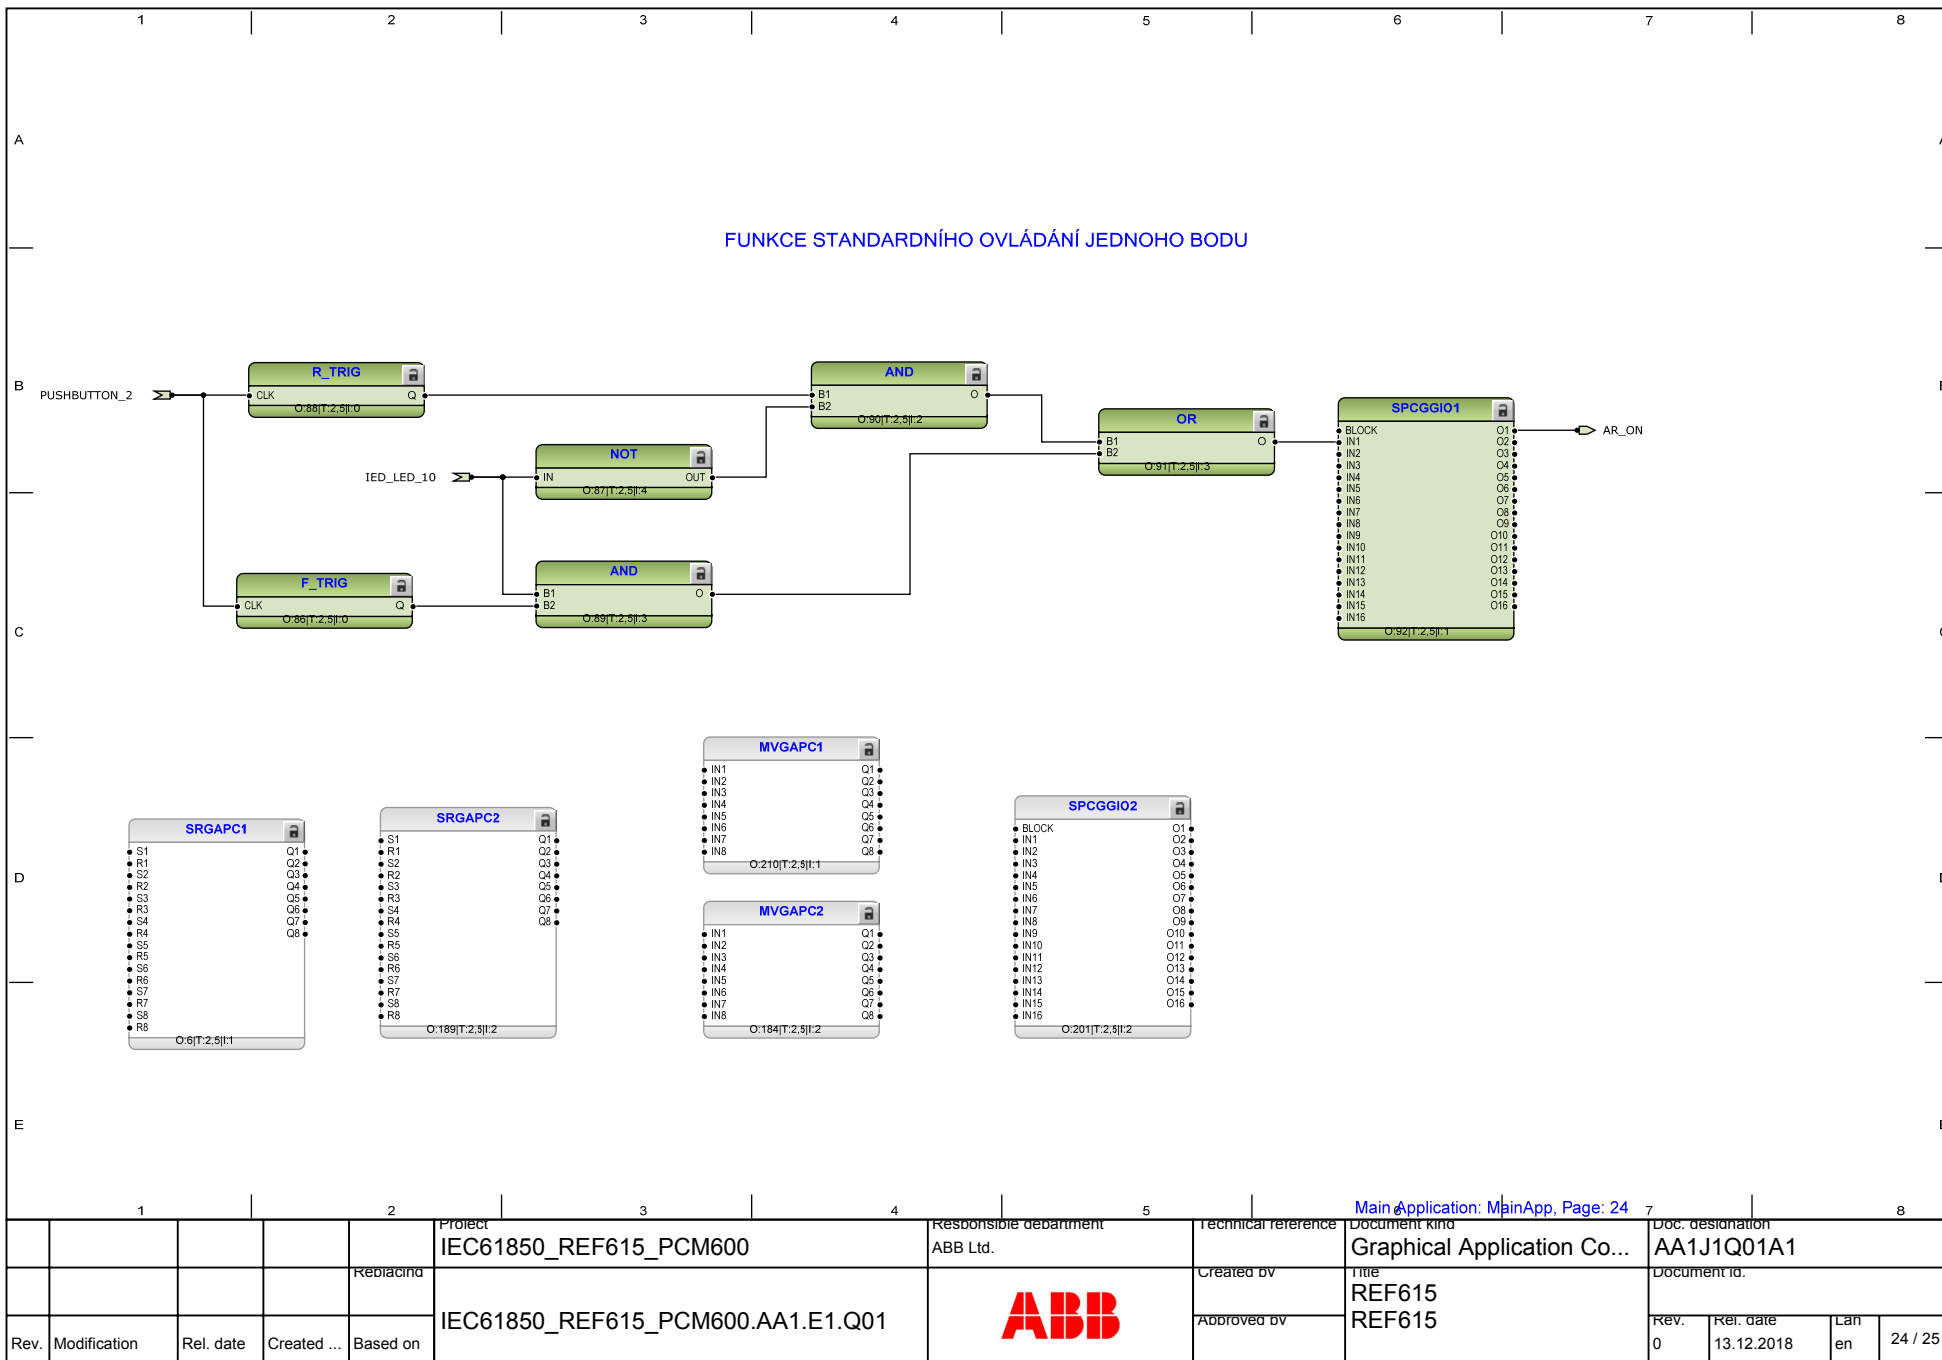 1 2 3 4 5 6 7 8
A
FUNKCE STANDARDNÍHO OVLÁDÁNÍ JEDNOHO BODU
B
PUSHBUTTON_2
R_TRIG
CLK Q
O:88|T:2,5|I:0
AND
B1 O
B2
O:90|T:2,5|I:2
NOT
IED_LED_10
IN OUT
O:87|T:2,5|I:4
OR
B1 O
B2
O:91|T:2,5|I:3
SPCGGIO1
BLOCK O1
IN1 O2
IN2 O3
IN3 O4
IN4 O5
IN5 O6
IN6 O7
IN7 O8
IN8 O9
IN9 O10
IN10 O11
IN11 O12
IN12 O13
IN13 O14
IN14 O15
IN15 O16
IN16
O:92|T:2,5|I:1
AR_ON
F_TRIG
CLK Q
O:86|T:2,5|I:0
AND
B1 O
B2
O:89|T:2,5|I:3
C
SRGAPC1
S1 Q1
R1 Q2
S2 Q3
R2 Q4
S3 Q5
R3 Q6
S4 Q7
R4 Q8
S5
R5
S6
R6
S7
R7
S8
R8
O:6|T:2,5|I:1
SRGAPC2
S1 Q1
R1 Q2
S2 Q3
R2 Q4
S3 Q5
R3 Q6
S4 Q7
R4 Q8
S5
R5
S6
R6
S7
R7
S8
R8
O:189|T:2,5|I:2
MVGAPC1
IN1 Q1
IN2 Q2
IN3 Q3
IN4 Q4
IN5 Q5
IN6 Q6
IN7 Q7
IN8 Q8
O:210|T:2,5|I:1
MVGAPC2
IN1 Q1
IN2 Q2
IN3 Q3
IN4 Q4
IN5 Q5
IN6 Q6
IN7 Q7
IN8 Q8
O:184|T:2,5|I:2
SPCGGIO2
BLOCK O1
IN1 O2
IN2 O3
IN3 O4
IN4 O5
IN5 O6
IN6 O7
IN7 O8
IN8 O9
IN9 O10
IN10 O11
IN11 O12
IN12 O13
IN13 O14
IN14 O15
IN15 O16
IN16
O:201|T:2,5|I:2
D
E
Main Application: MainApp, Page: 24
1 2 3 4 5 6 7 8
Project
IEC61850_REF615_PCM600
Responsible department
ABB Ltd.
Technical reference
Document kind
Graphical Application Co...
Doc. designation
AA1J1Q01A1
Replacing
IEC61850_REF615_PCM600.AA1.E1.Q01
ABB
Created by
Approved by
Title
REF615
REF615
Document id.
Rev. Modification Rel. date Created ... Based on
Rev.
0
Rel. date
13.12.2018
Lan
en
24 / 25